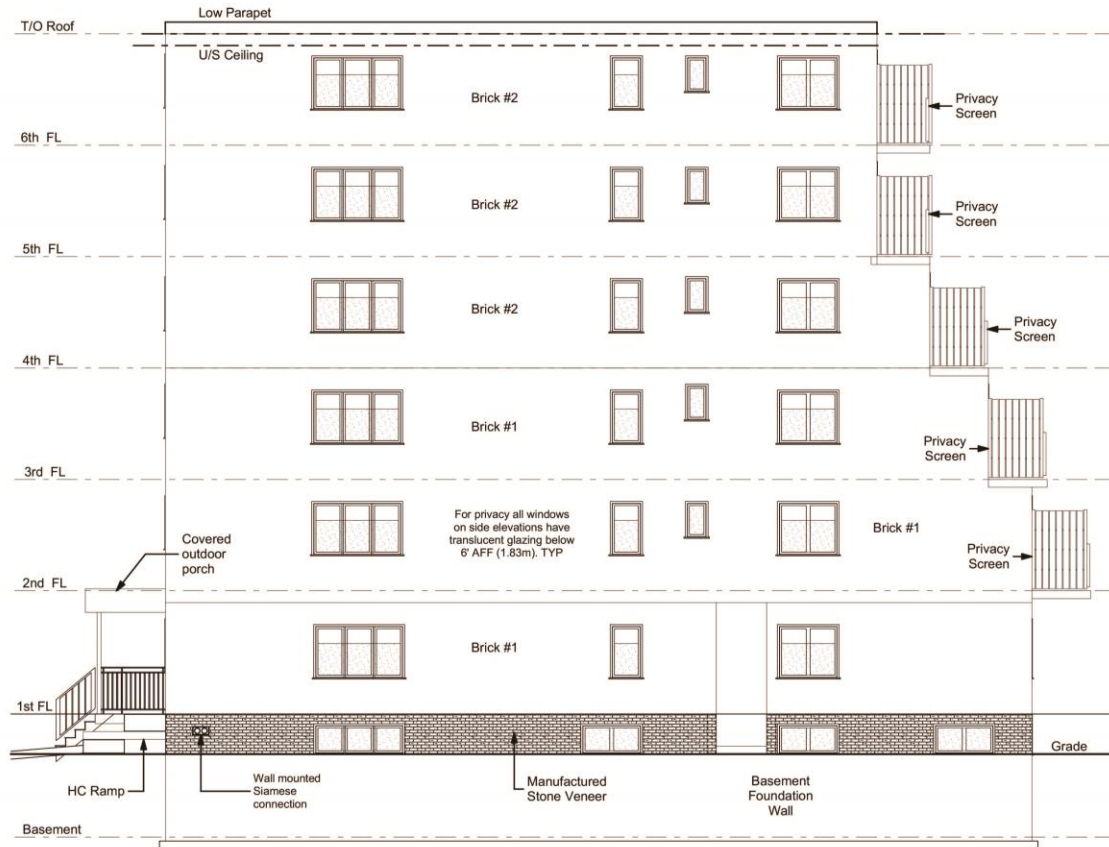 Low Parapet
T/O Roof
U/S Ceiling
Brick #2
Privacy
Screen
6th FL
Brick #2
Privacy
Screen
5th FL
Brick #2
Privacy
Screen
4th FL
Brick #1
Privacy
Screen
3rd FL
For privacy all windows
on side elevations have
translucent glazing below
6' AFF (1.83m). TYP
Brick #1
Covered
outdoor
porch
Privacy
Screen
2nd FL
Brick #1
1st FL
Grade
HC Ramp
Wall mounted
Siamese
connection
Manufactured
Stone Veneer
Basement
Foundation
Wall
Basement